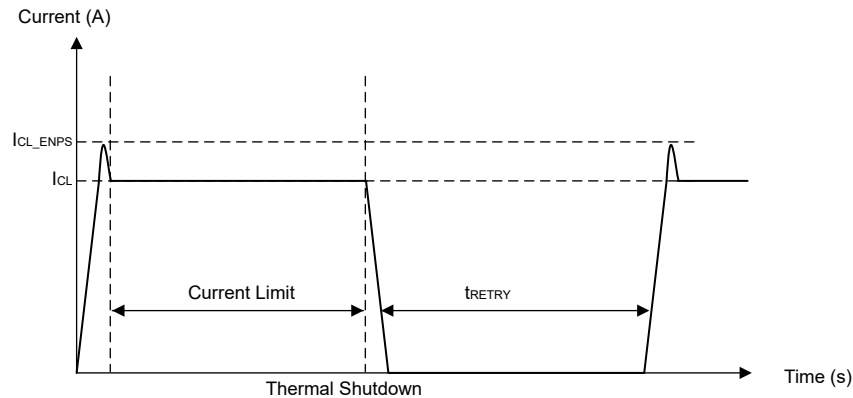 Current (A)
ICL_ENPS
ICL
Current Limit
tRETRY
Thermal Shutdown
Time (s)